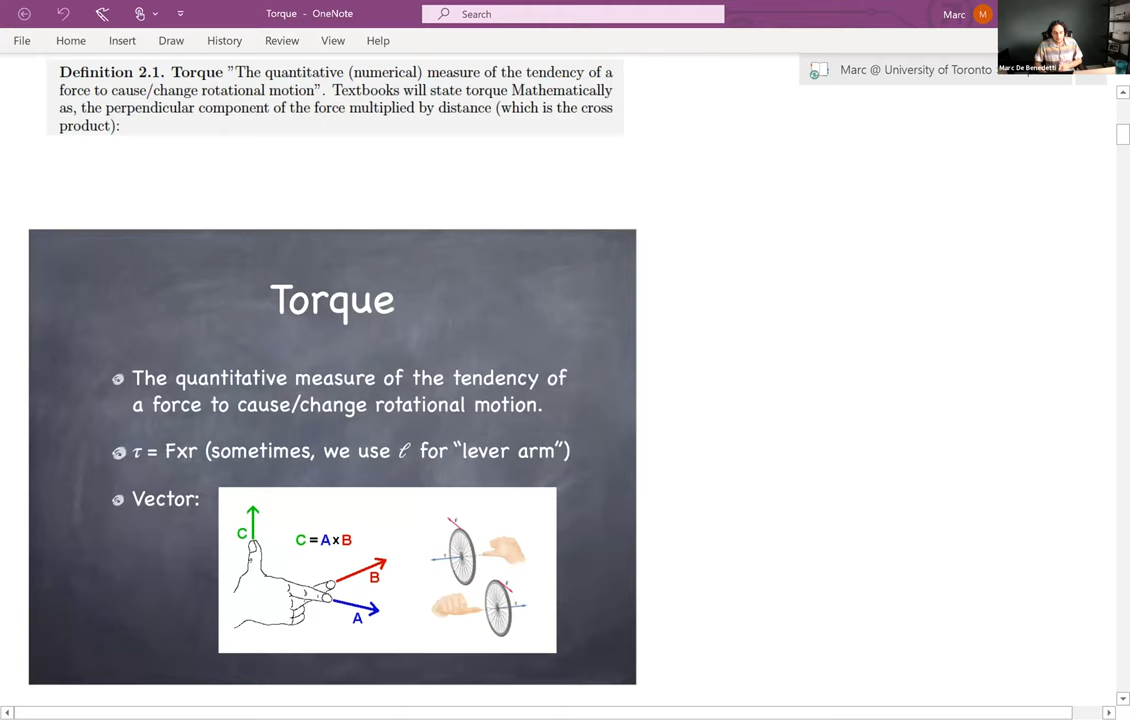 Torque - OneNote
Search
Marc
M
File
Home
Insert
Draw
History
Review
View
Help
Marc De Benedetti
Marc @ University of Toronto
Definition 2.1. Torque "The quantitative (numerical) measure of the tendency of a
force to cause/change rotational motion". Textbooks will state torque Mathematically
as, the perpendicular component of the force multiplied by distance (which is the cross
product):
Torque
The quantitative measure of the tendency of
a force to cause/change rotational motion.
τ = Fxr (sometimes, we use ℓ for “lever arm”)
Vector:
C
C = A x B
B
A